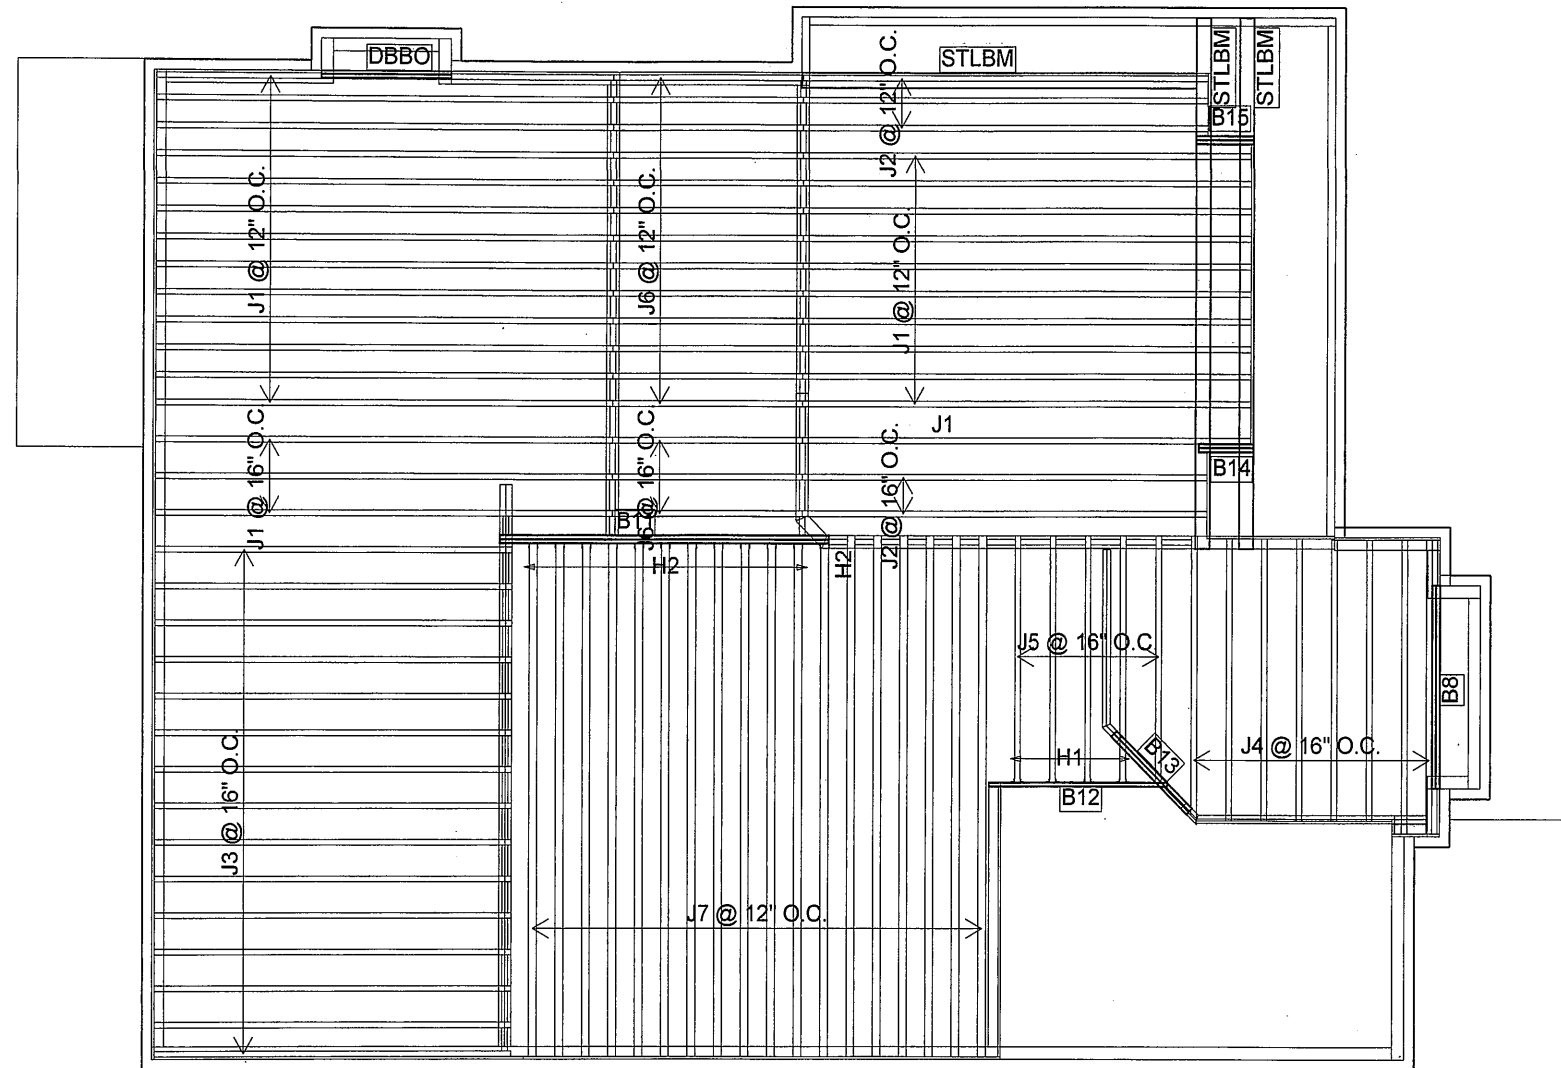 DBBO
STLBM
STLBM
STLBM
B15
J2 @ 12" O.C.
J1 @ 12" O.C.
J6 @ 12" O.C.
J1 @ 12" O.C.
J1
J1 @ 16" O.C.
J6 @ 16" O.C.
J2 @ 16" O.C.
B14
B11
H2
H2
J5 @ 16" O.C
B8
J4 @ 16" O.C.
B13
H1
B12
J3 @ 16" O.C.
J7 @ 12" O.C.